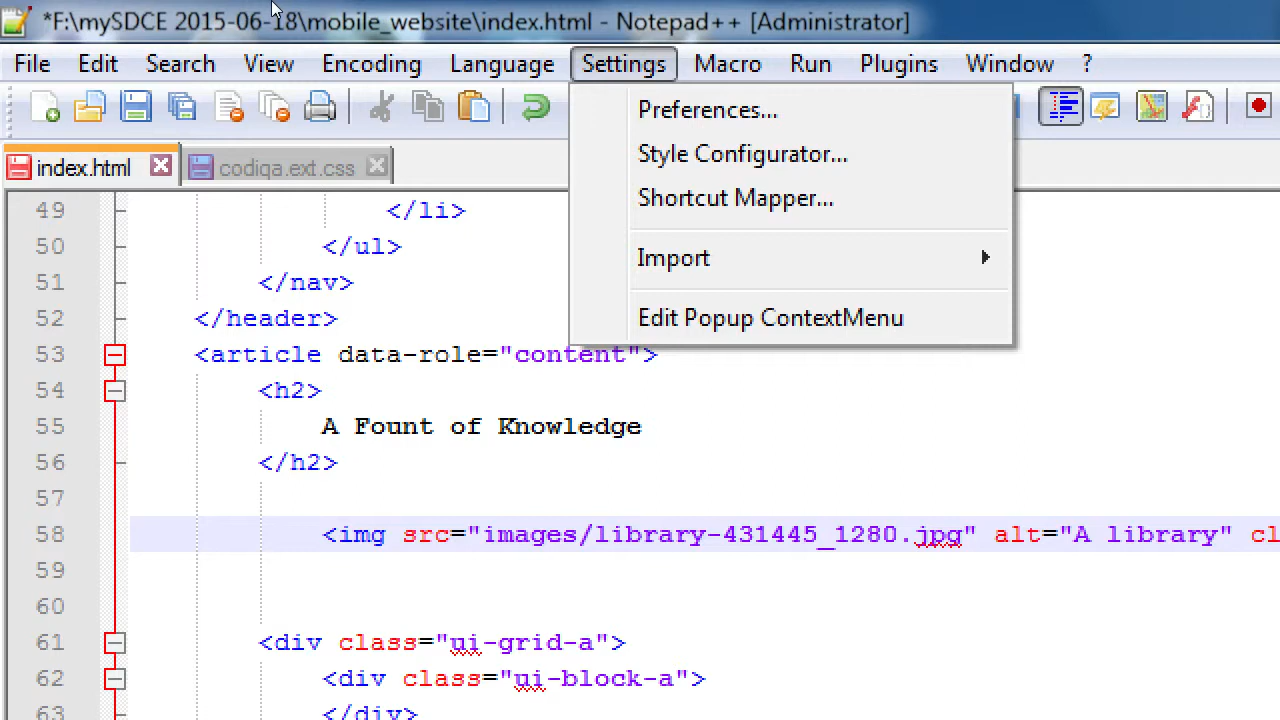 *F:\mySDCE 2015-06-18\mobile_website\index.html - Notepad++ [Administrator]
File Edit Search View Encoding Language Settings Macro Run Plugins Window ?
Preferences...
Style Configurator...
Shortcut Mapper...
Import
Edit Popup ContextMenu
index.html codiqa.ext.css
49 </li>
50 </ul>
51 </nav>
52 </header>
53 <article data-role="content">
54 <h2>
55 A Fount of Knowledge
56 </h2>
57
58 <img src="images/library-431445_1280.jpg" alt="A library" cl
59
60
61 <div class="ui-grid-a">
62 <div class="ui-block-a">
63 </div>